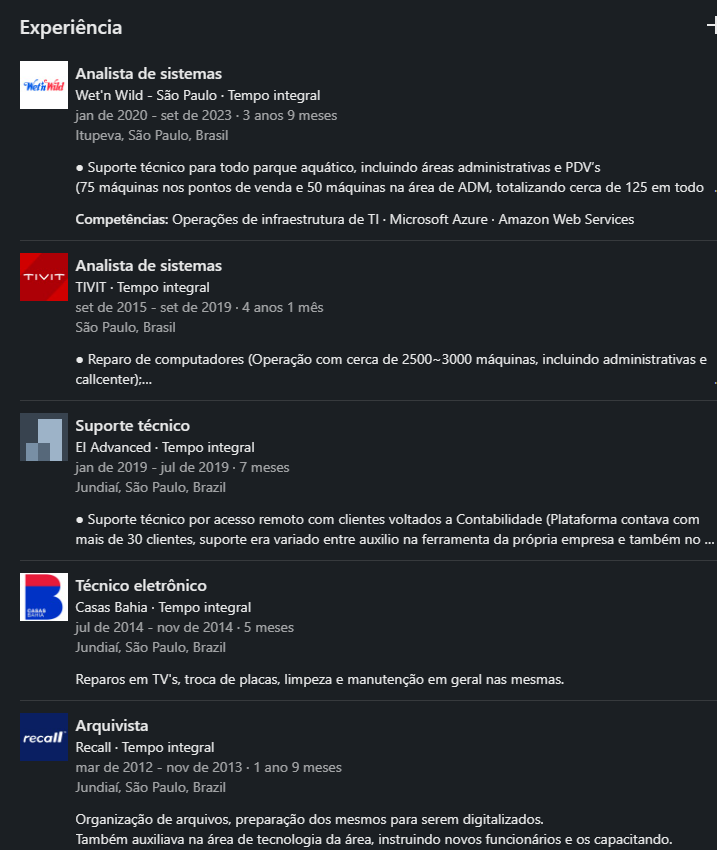 Experiência
Wet'n Wild
Analista de sistemas
Wet'n Wild - São Paulo · Tempo integral
jan de 2020 - set de 2023 · 3 anos 9 meses
Itupeva, São Paulo, Brasil
● Suporte técnico para todo parque aquático, incluindo áreas administrativas e PDV's
(75 máquinas nos pontos de venda e 50 máquinas na área de ADM, totalizando cerca de 125 em todo
Competências: Operações de infraestrutura de TI · Microsoft Azure · Amazon Web Services
TIVIT
Analista de sistemas
TIVIT · Tempo integral
set de 2015 - set de 2019 · 4 anos 1 mês
São Paulo, Brasil
● Reparo de computadores (Operação com cerca de 2500~3000 máquinas, incluindo administrativas e
callcenter);...
Suporte técnico
EI Advanced · Tempo integral
jan de 2019 - jul de 2019 · 7 meses
Jundiaí, São Paulo, Brazil
● Suporte técnico por acesso remoto com clientes voltados a Contabilidade (Plataforma contava com
mais de 30 clientes, suporte era variado entre auxilio na ferramenta da própria empresa e também no ...
CASAS
BAHIA
Técnico eletrônico
Casas Bahia · Tempo integral
jul de 2014 - nov de 2014 · 5 meses
Jundiaí, São Paulo, Brazil
Reparos em TV's, troca de placas, limpeza e manutenção em geral nas mesmas.
recall
Arquivista
Recall · Tempo integral
mar de 2012 - nov de 2013 · 1 ano 9 meses
Jundiaí, São Paulo, Brazil
Organização de arquivos, preparação dos mesmos para serem digitalizados.
Também auxiliava na área de tecnologia da área, instruindo novos funcionários e os capacitando.